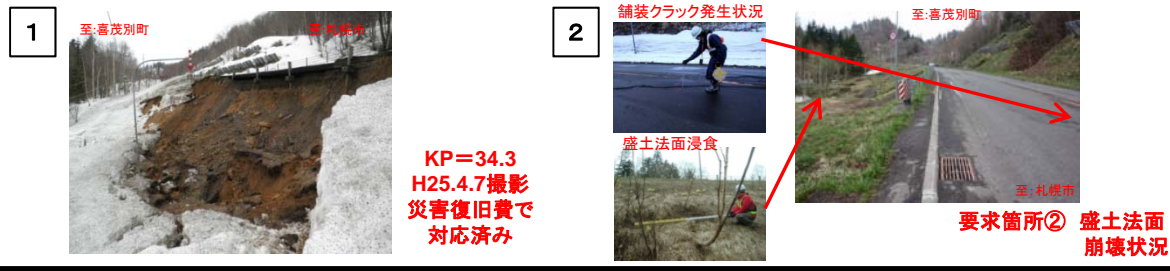 1
至:喜茂別町
至:札幌市
KP=34.3
H25.4.7撮影
災害復旧費で
対応済み
2
舗装クラック発生状況
盛土法面浸食
至:喜茂別町
至:札幌市
要求箇所② 盛土法面
崩壊状況